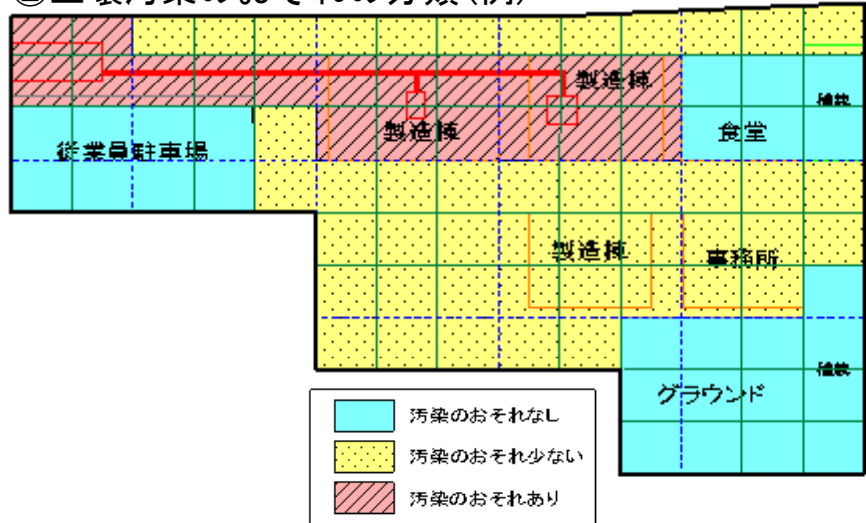 製造棟
植栽
製造棟
食堂
従業員駐車場
製造棟
事務所
植栽
グラウンド
汚染のおそれなし
汚染のおそれ少ない
汚染のおそれあり